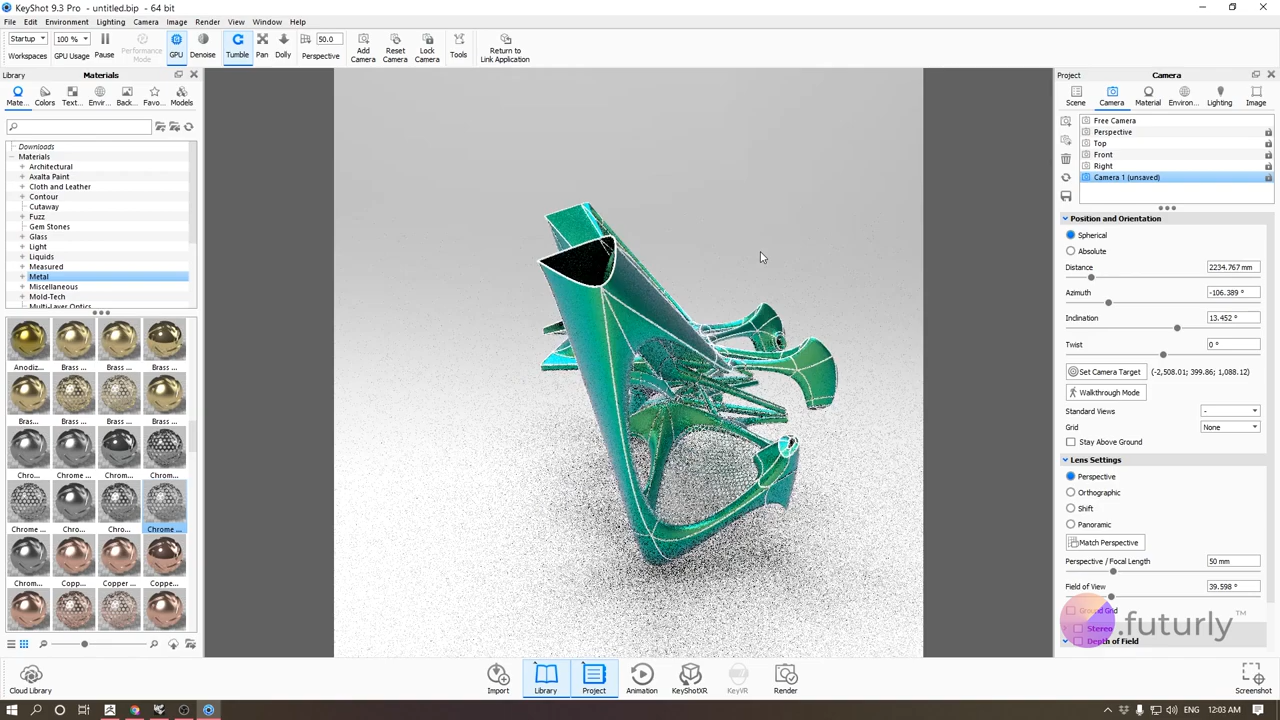 KeyShot 9.3 Pro - untitled.bip - 64 bit
File Edit Environment Lighting Camera Image Render View Window Help
Startup 100 % 50.0
Workspaces GPU Usage Pause Performance Mode GPU Denoise Tumble Pan Dolly Perspective Add Camera Reset Camera Lock Camera Tools Return to Link Application
Library Materials
Mate... Colors Text... Envir... Back... Favo... Models
Downloads
Materials
Architectural
Axalta Paint
Cloth and Leather
Contour
Cutaway
Fuzz
Gem Stones
Glass
Light
Liquids
Measured
Metal
Miscellaneous
Mold-Tech
Multi-Layer Optics
Anodiz... Brass ... Brass ... Brass ...
Bras... Brass ... Brass ... Brass ...
Chro... Chrome ... Chrom... Chrom...
Chrome ... Chro... Chro... Chrome ...
Chrom... Copp... Copper ... Coppe...
Cloud Library
Import Library Project Animation KeyShotXR KeyVR Render
Project Camera
Scene Camera Material Environ... Lighting Image
Free Camera
Perspective
Top
Front
Right
Camera 1 (unsaved)
Position and Orientation
Spherical
Absolute
Distance 2234.767 mm
Azimuth -106.389 °
Inclination 13.452 °
Twist 0 °
Set Camera Target (-2,508.01; 399.86; 1,088.12)
Walkthrough Mode
Standard Views -
Grid None
Stay Above Ground
Lens Settings
Perspective
Orthographic
Shift
Panoramic
Match Perspective
Perspective / Focal Length 50 mm
Field of View 39.598 °
Ground Grid
Stereo
Depth of Field
.futurly ™
Screenshot
ENG 12:03 AM